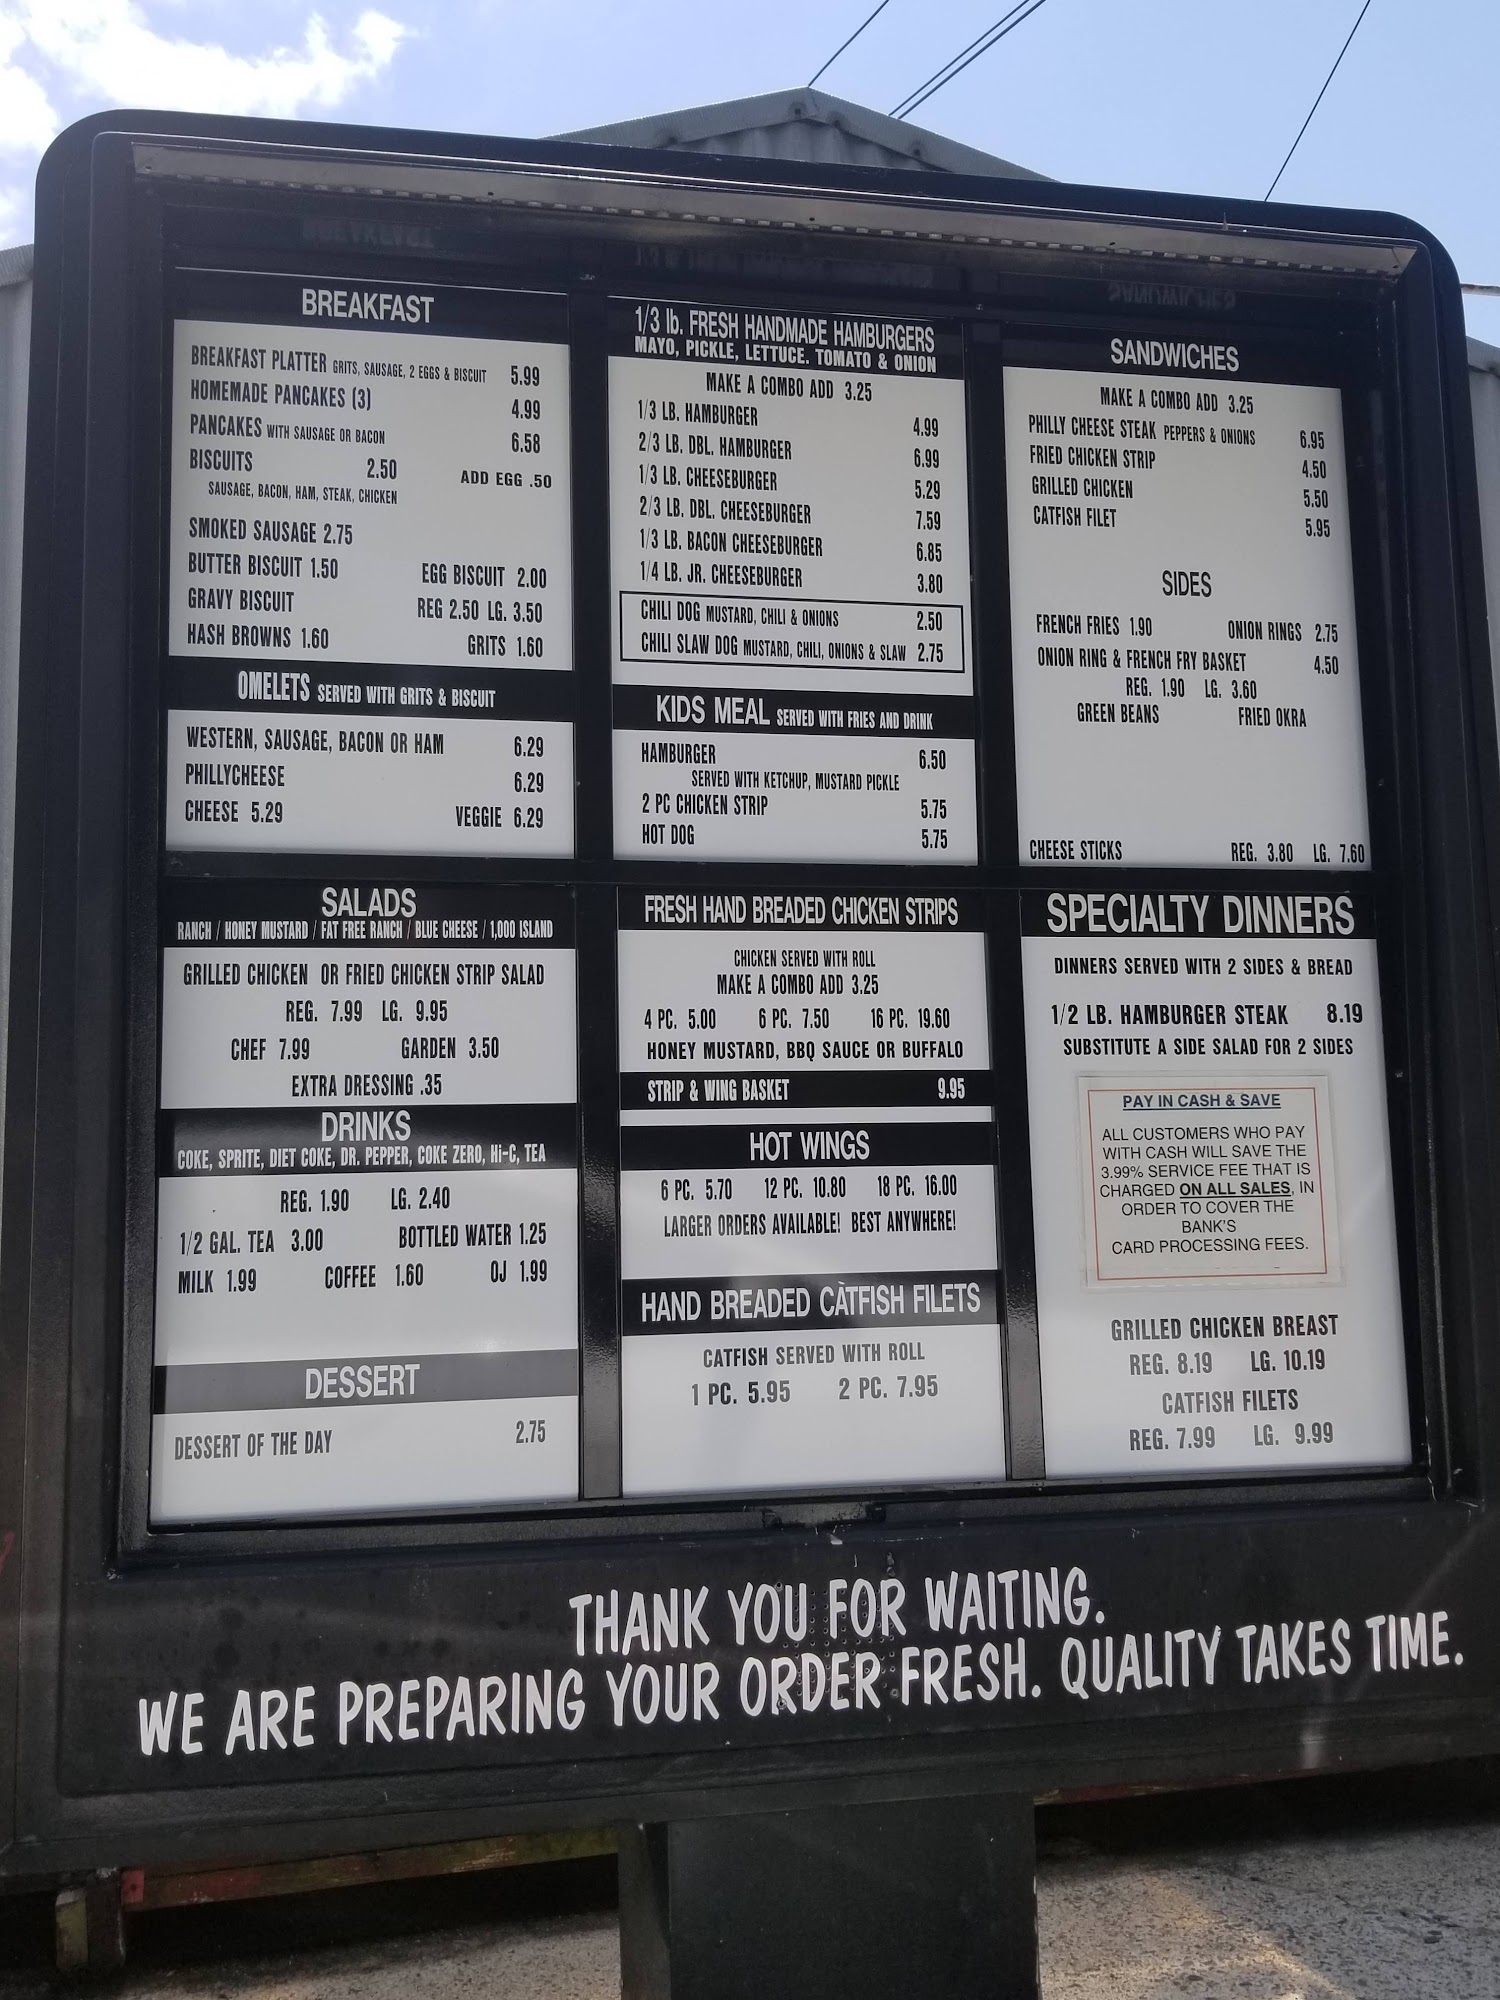 BREAKFAST
BREAKFAST PLATTER GRITS, SAUSAGE, 2 EGGS & BISCUIT 5.99
HOMEMADE PANCAKES (3) 4.99
PANCAKES WITH SAUSAGE OR BACON 6.58
BISCUITS 2.50 ADD EGG .50
SAUSAGE, BACON, HAM, STEAK, CHICKEN
SMOKED SAUSAGE 2.75
BUTTER BISCUIT 1.50 EGG BISCUIT 2.00
GRAVY BISCUIT REG 2.50 LG. 3.50
HASH BROWNS 1.60 GRITS 1.60
OMELETS SERVED WITH GRITS & BISCUIT
WESTERN, SAUSAGE, BACON OR HAM 6.29
PHILLYCHEESE 6.29
CHEESE 5.29 VEGGIE 6.29
1/3 lb. FRESH HANDMADE HAMBURGERS
MAYO, PICKLE, LETTUCE. TOMATO & ONION
MAKE A COMBO ADD 3.25
1/3 LB. HAMBURGER 4.99
2/3 LB. DBL. HAMBURGER 6.99
1/3 LB. CHEESEBURGER 5.29
2/3 LB. DBL. CHEESEBURGER 7.59
1/3 LB. BACON CHEESEBURGER 6.85
1/4 LB. JR. CHEESEBURGER 3.80
CHILI DOG MUSTARD, CHILI & ONIONS 2.50
CHILI SLAW DOG MUSTARD, CHILI, ONIONS & SLAW 2.75
KIDS MEAL SERVED WITH FRIES AND DRINK
HAMBURGER 6.50
SERVED WITH KETCHUP, MUSTARD PICKLE
2 PC CHICKEN STRIP 5.75
HOT DOG 5.75
SANDWICHES
MAKE A COMBO ADD 3.25
PHILLY CHEESE STEAK PEPPERS & ONIONS 6.95
FRIED CHICKEN STRIP 4.50
GRILLED CHICKEN 5.50
CATFISH FILET 5.95
SIDES
FRENCH FRIES 1.90 ONION RINGS 2.75
ONION RING & FRENCH FRY BASKET 4.50
REG. 1.90 LG. 3.60
GREEN BEANS FRIED OKRA
CHEESE STICKS REG. 3.80 LG. 7.60
SALADS
RANCH / HONEY MUSTARD / FAT FREE RANCH / BLUE CHEESE / 1,000 ISLAND
GRILLED CHICKEN OR FRIED CHICKEN STRIP SALAD
REG. 7.99 LG. 9.95
CHEF 7.99 GARDEN 3.50
EXTRA DRESSING .35
DRINKS
COKE, SPRITE, DIET COKE, DR. PEPPER, COKE ZERO, Hi-C, TEA
REG. 1.90 LG. 2.40
1/2 GAL. TEA 3.00 BOTTLED WATER 1.25
MILK 1.99 COFFEE 1.60 OJ 1.99
DESSERT
DESSERT OF THE DAY 2.75
FRESH HAND BREADED CHICKEN STRIPS
CHICKEN SERVED WITH ROLL
MAKE A COMBO ADD 3.25
4 PC. 5.00 6 PC. 7.50 16 PC. 19.60
HONEY MUSTARD, BBQ SAUCE OR BUFFALO
STRIP & WING BASKET 9.95
HOT WINGS
6 PC. 5.70 12 PC. 10.80 18 PC. 16.00
LARGER ORDERS AVAILABLE! BEST ANYWHERE!
HAND BREADED CÀTFISH FILETS
CATFISH SERVED WITH ROLL
1 PC. 5.95 2 PC. 7.95
SPECIALTY DINNERS
DINNERS SERVED WITH 2 SIDES & BREAD
1/2 LB. HAMBURGER STEAK 8.19
SUBSTITUTE A SIDE SALAD FOR 2 SIDES
PAY IN CASH & SAVE
ALL CUSTOMERS WHO PAY
WITH CASH WILL SAVE THE
3.99% SERVICE FEE THAT IS
CHARGED ON ALL SALES, IN
ORDER TO COVER THE
BANK'S
CARD PROCESSING FEES.
GRILLED CHICKEN BREAST
REG. 8.19 LG. 10.19
CATFISH FILETS
REG. 7.99 LG. 9.99
THANK YOU FOR WAITING.
WE ARE PREPARING YOUR ORDER FRESH. QUALITY TAKES TIME.